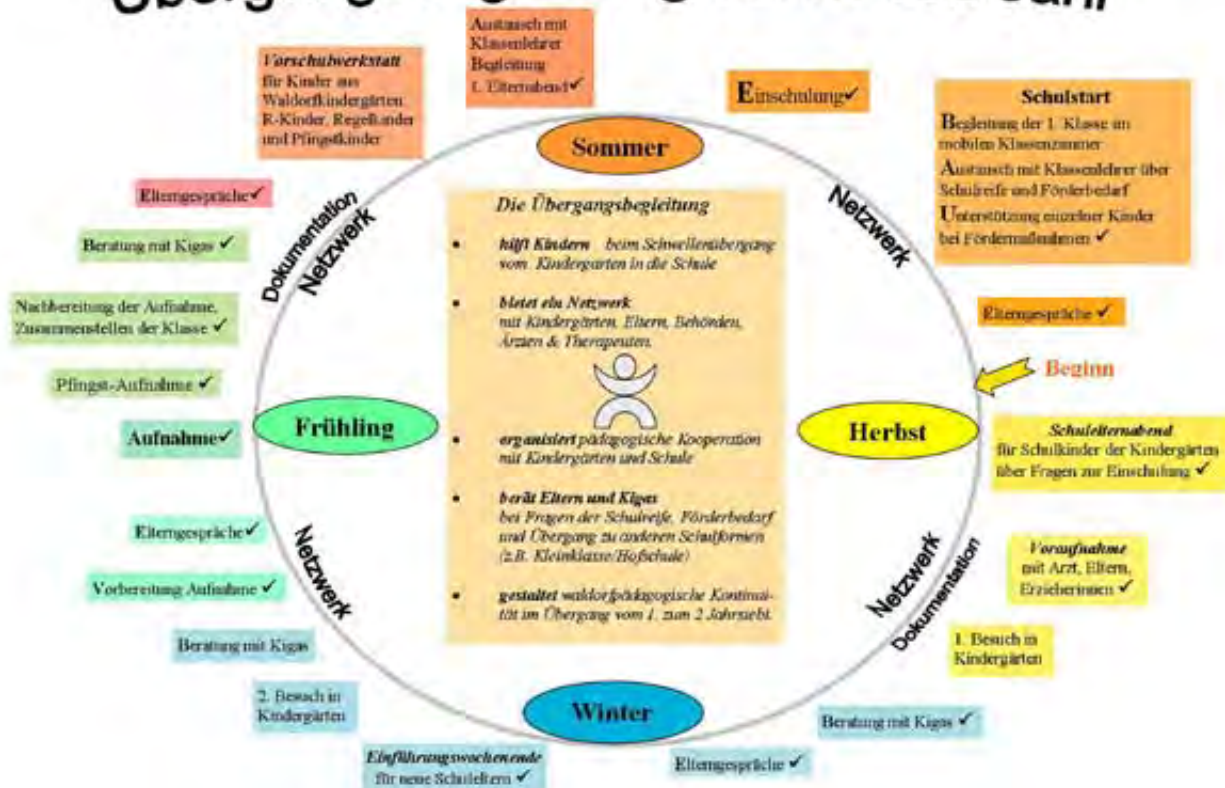 Austausch mit
Klassenlehrer
Begleitung
1. Elternabend ✓
Vorschulwerkstatt
für Kinder aus
Waldorfkindergärten,
R-Kinder, Regelkinder
und Pfingstkinder
Einschulung ✓
Schulstart
Begleitung der 1. Klasse im
mobilen Klassenzimmer
Austausch mit Klassenlehrer über
Schulreife und Förderbedarf
Unterstützung einzelner Kinder
bei Fördermaßnahmen ✓
Sommer
Elterngespräche ✓
Dokumentation
Netzwerk
Netzwerk
Beratung mit Kigas ✓
Nachbereitung der Aufnahme,
Zusammenstellen der Klasse ✓
Pfingst-Aufnahme ✓
Aufnahme ✓
Frühling
Die Übergangsbegleitung
• hilft Kindern beim Schwellenübergang
vom Kindergarten in die Schule
• bietet ein Netzwerk
mit Kindergärten, Eltern, Behörden,
Ärzten & Therapeuten.
• organisiert pädagogische Kooperation
mit Kindergärten und Schule
• berät Eltern und Kigas
bei Fragen der Schulreife, Förderbedarf
und Übergang zu anderen Schulformen
(z.B. Kleinklasse/Hofschule)
• gestaltet waldorfpädagogische Kontinui-
tät im Übergang vom 1. zum 2 Jahrsiebt.
Elterngespräche ✓
Beginn
Herbst
Schulelternabend
für Schulkinder der Kindergärten
über Fragen zur Einschulung ✓
Voraufnahme
mit Arzt, Eltern,
Erzieherinnen ✓
Netzwerk
Dokumentation
1. Besuch in
Kindergärten
Elterngespräche ✓
Netzwerk
Vorbereitung Aufnahme ✓
Beratung mit Kigas
2. Besuch in
Kindergärten
Winter
Beratung mit Kigas ✓
Einführungswochenende
für neue Schuleltern ✓
Elterngespräche ✓